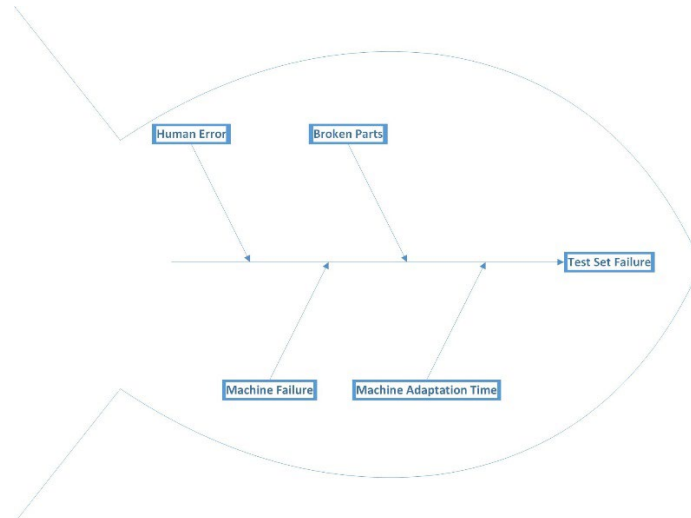 Human Error
Broken Parts
Test Set Failure
Machine Failure
Machine Adaptation Time